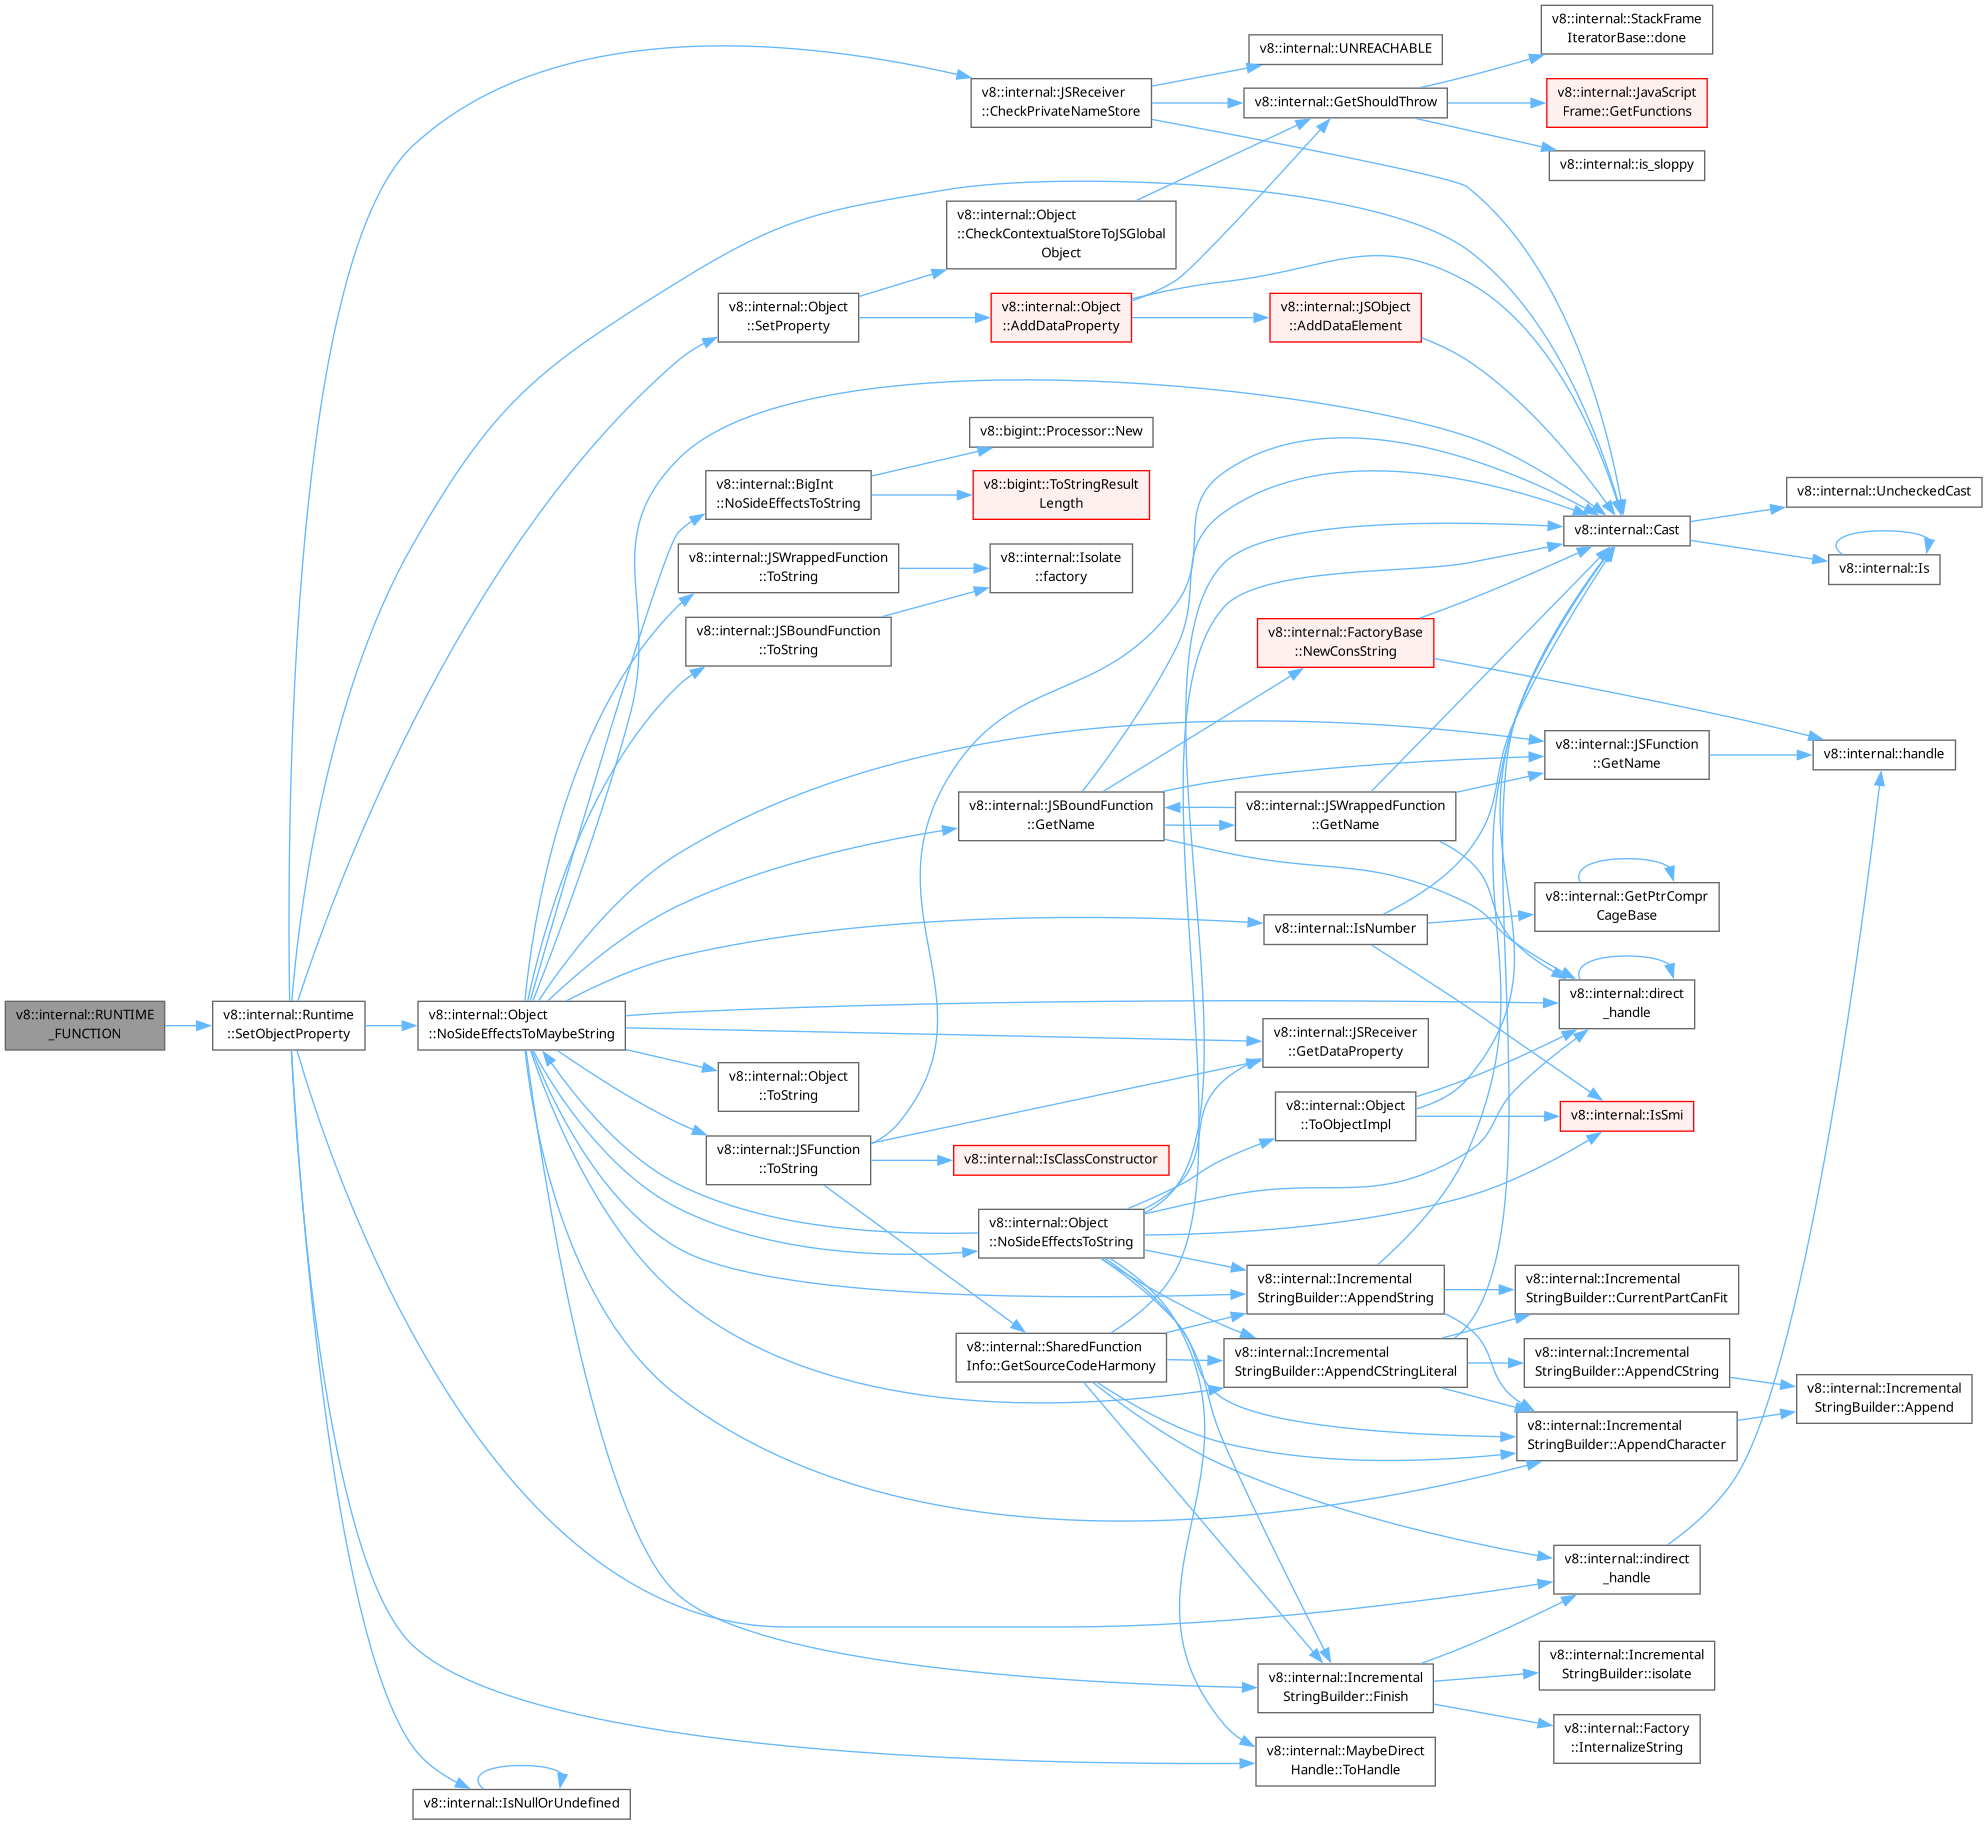 v8::internal::RUNTIME
_FUNCTION
v8::internal::Runtime
::SetObjectProperty
v8::internal::JSReceiver
::CheckPrivateNameStore
v8::internal::UNREACHABLE
v8::internal::GetShouldThrow
v8::internal::StackFrame
IteratorBase::done
v8::internal::JavaScript
Frame::GetFunctions
v8::internal::is_sloppy
v8::internal::Object
::CheckContextualStoreToJSGlobal
Object
v8::internal::Object
::SetProperty
v8::internal::Object
::AddDataProperty
v8::internal::JSObject
::AddDataElement
v8::bigint::Processor::New
v8::internal::BigInt
::NoSideEffectsToString
v8::bigint::ToStringResult
Length
v8::internal::JSWrappedFunction
::ToString
v8::internal::Isolate
::factory
v8::internal::JSBoundFunction
::ToString
v8::internal::Cast
v8::internal::UncheckedCast
v8::internal::Is
v8::internal::FactoryBase
::NewConsString
v8::internal::JSFunction
::GetName
v8::internal::handle
v8::internal::JSBoundFunction
::GetName
v8::internal::JSWrappedFunction
::GetName
v8::internal::IsNumber
v8::internal::GetPtrCompr
CageBase
v8::internal::direct
_handle
v8::internal::Object
::NoSideEffectsToMaybeString
v8::internal::JSReceiver
::GetDataProperty
v8::internal::Object
::ToString
v8::internal::Object
::ToObjectImpl
v8::internal::IsSmi
v8::internal::JSFunction
::ToString
v8::internal::IsClassConstructor
v8::internal::Object
::NoSideEffectsToString
v8::internal::Incremental
StringBuilder::AppendString
v8::internal::Incremental
StringBuilder::CurrentPartCanFit
v8::internal::SharedFunction
Info::GetSourceCodeHarmony
v8::internal::Incremental
StringBuilder::AppendCStringLiteral
v8::internal::Incremental
StringBuilder::AppendCString
v8::internal::Incremental
StringBuilder::Append
v8::internal::Incremental
StringBuilder::AppendCharacter
v8::internal::indirect
_handle
v8::internal::Incremental
StringBuilder::Finish
v8::internal::Incremental
StringBuilder::isolate
v8::internal::Factory
::InternalizeString
v8::internal::MaybeDirect
Handle::ToHandle
v8::internal::IsNullOrUndefined